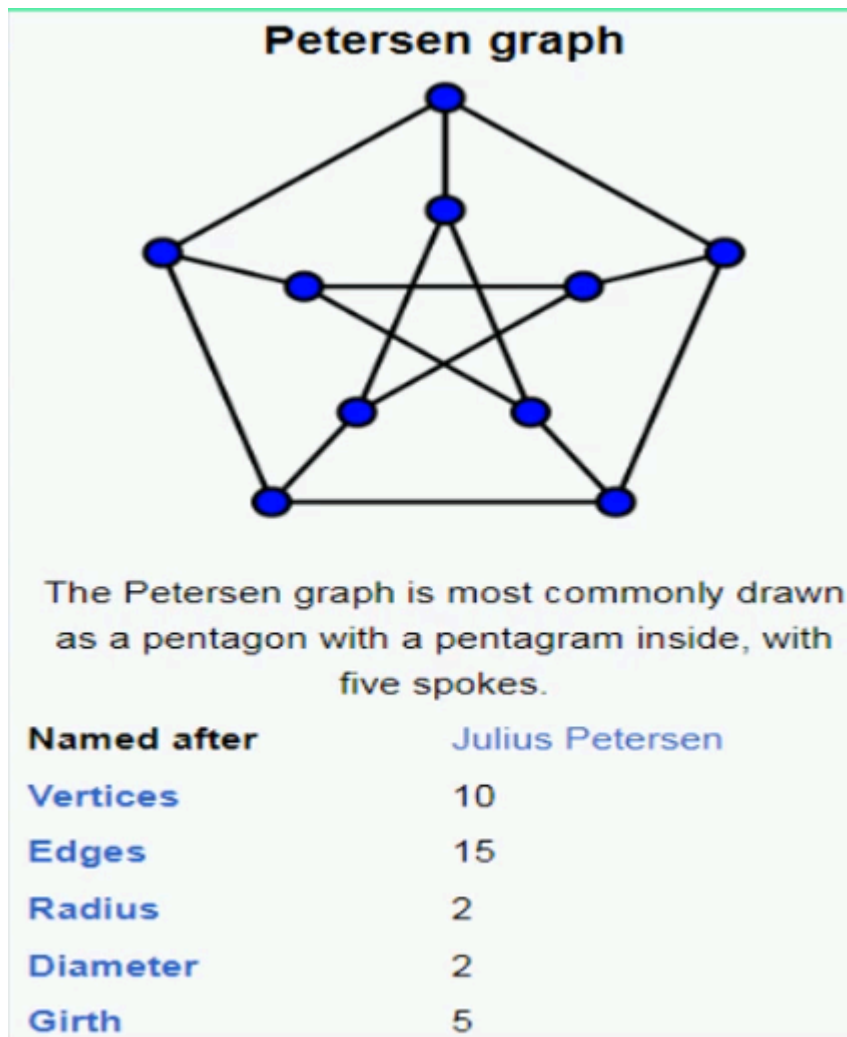 Petersen graph
The Petersen graph is most commonly drawn
as a pentagon with a pentagram inside, with
five spokes.
Named after Julius Petersen
Vertices 10
Edges 15
Radius 2
Diameter 2
Girth 5